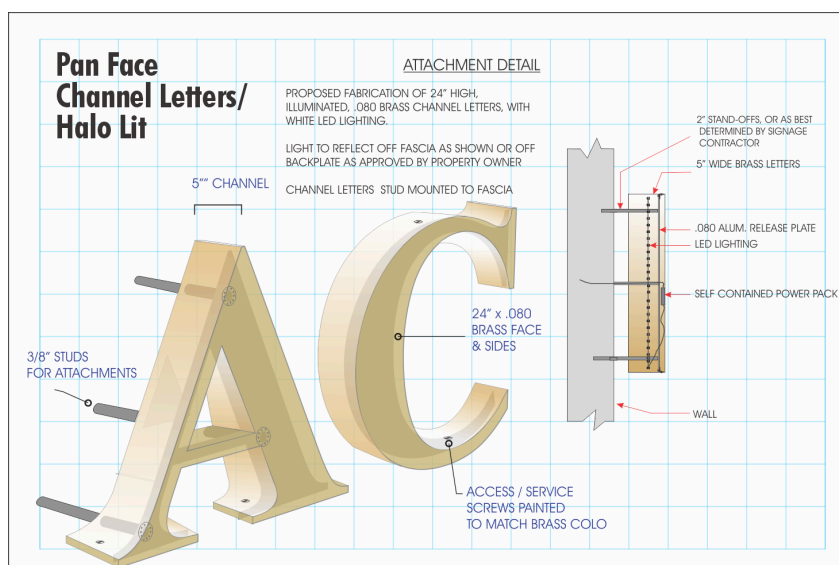 Pan Face
Channel Letters/
Halo Lit
ATTACHMENT DETAIL
PROPOSED FABRICATION OF 24" HIGH,
ILLUMINATED, .080 BRASS CHANNEL LETTERS, WITH
WHITE LED LIGHTING.
LIGHT TO REFLECT OFF FASCIA AS SHOWN OR OFF
BACKPLATE AS APPROVED BY PROPERTY OWNER
CHANNEL LETTERS STUD MOUNTED TO FASCIA
5"" CHANNEL
3/8" STUDS
FOR ATTACHMENTS
A
C
24" x .080
BRASS FACE
& SIDES
ACCESS / SERVICE
SCREWS PAINTED
TO MATCH BRASS COLO
2" STAND-OFFS, OR AS BEST
DETERMINED BY SIGNAGE
CONTRACTOR
5" WIDE BRASS LETTERS
.080 ALUM. RELEASE PLATE
LED LIGHTING
SELF CONTAINED POWER PACK
WALL